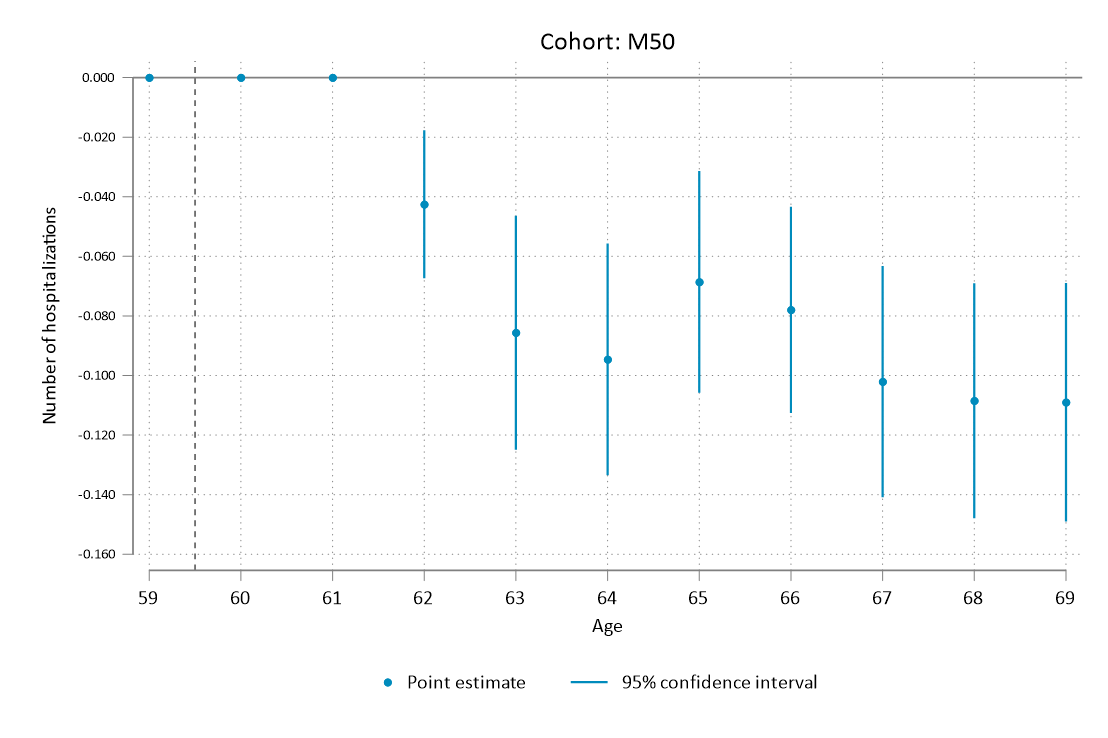 Cohort: M50
0.000
-0.020
-0.040
-0.060
-0.080
-0.100
-0.120
-0.140
-0.160
Number of hospitalizations
59 60 61 62 63 64 65 66 67 68 69
Age
Point estimate 95% confidence interval